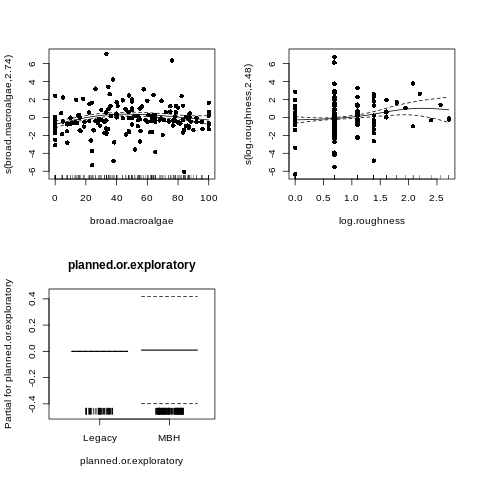 s(broad.macroalgae,2.74)
6
4
2
0
-2
-4
-6
0 20 40 60 80 100
broad.macroalgae
s(log.roughness,2.48)
6
4
2
0
-2
-4
-6
0.0 0.5 1.0 1.5 2.0 2.5
log.roughness
planned.or.exploratory
Partial for planned.or.exploratory
0.4
0.2
0.0
-0.2
-0.4
Legacy MBH
planned.or.exploratory